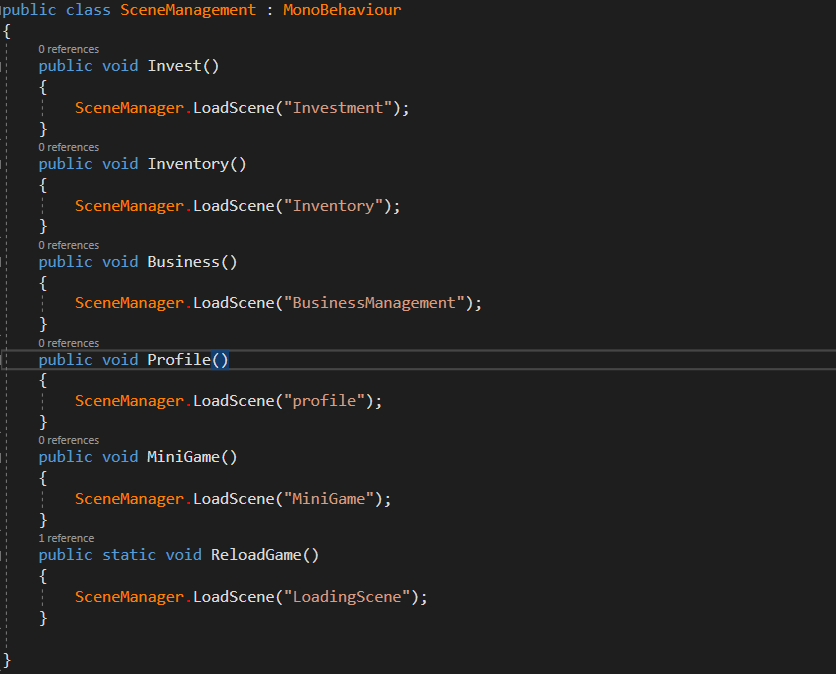 public class SceneManagement : MonoBehaviour
{
0 references
public void Invest()
{
SceneManager.LoadScene("Investment");
}
0 references
public void Inventory()
{
SceneManager.LoadScene("Inventory");
}
0 references
public void Business()
{
SceneManager.LoadScene("BusinessManagement");
}
0 references
public void Profile()
{
SceneManager.LoadScene("profile");
}
0 references
public void MiniGame()
{
SceneManager.LoadScene("MiniGame");
}
1 reference
public static void ReloadGame()
{
SceneManager.LoadScene("LoadingScene");
}
}